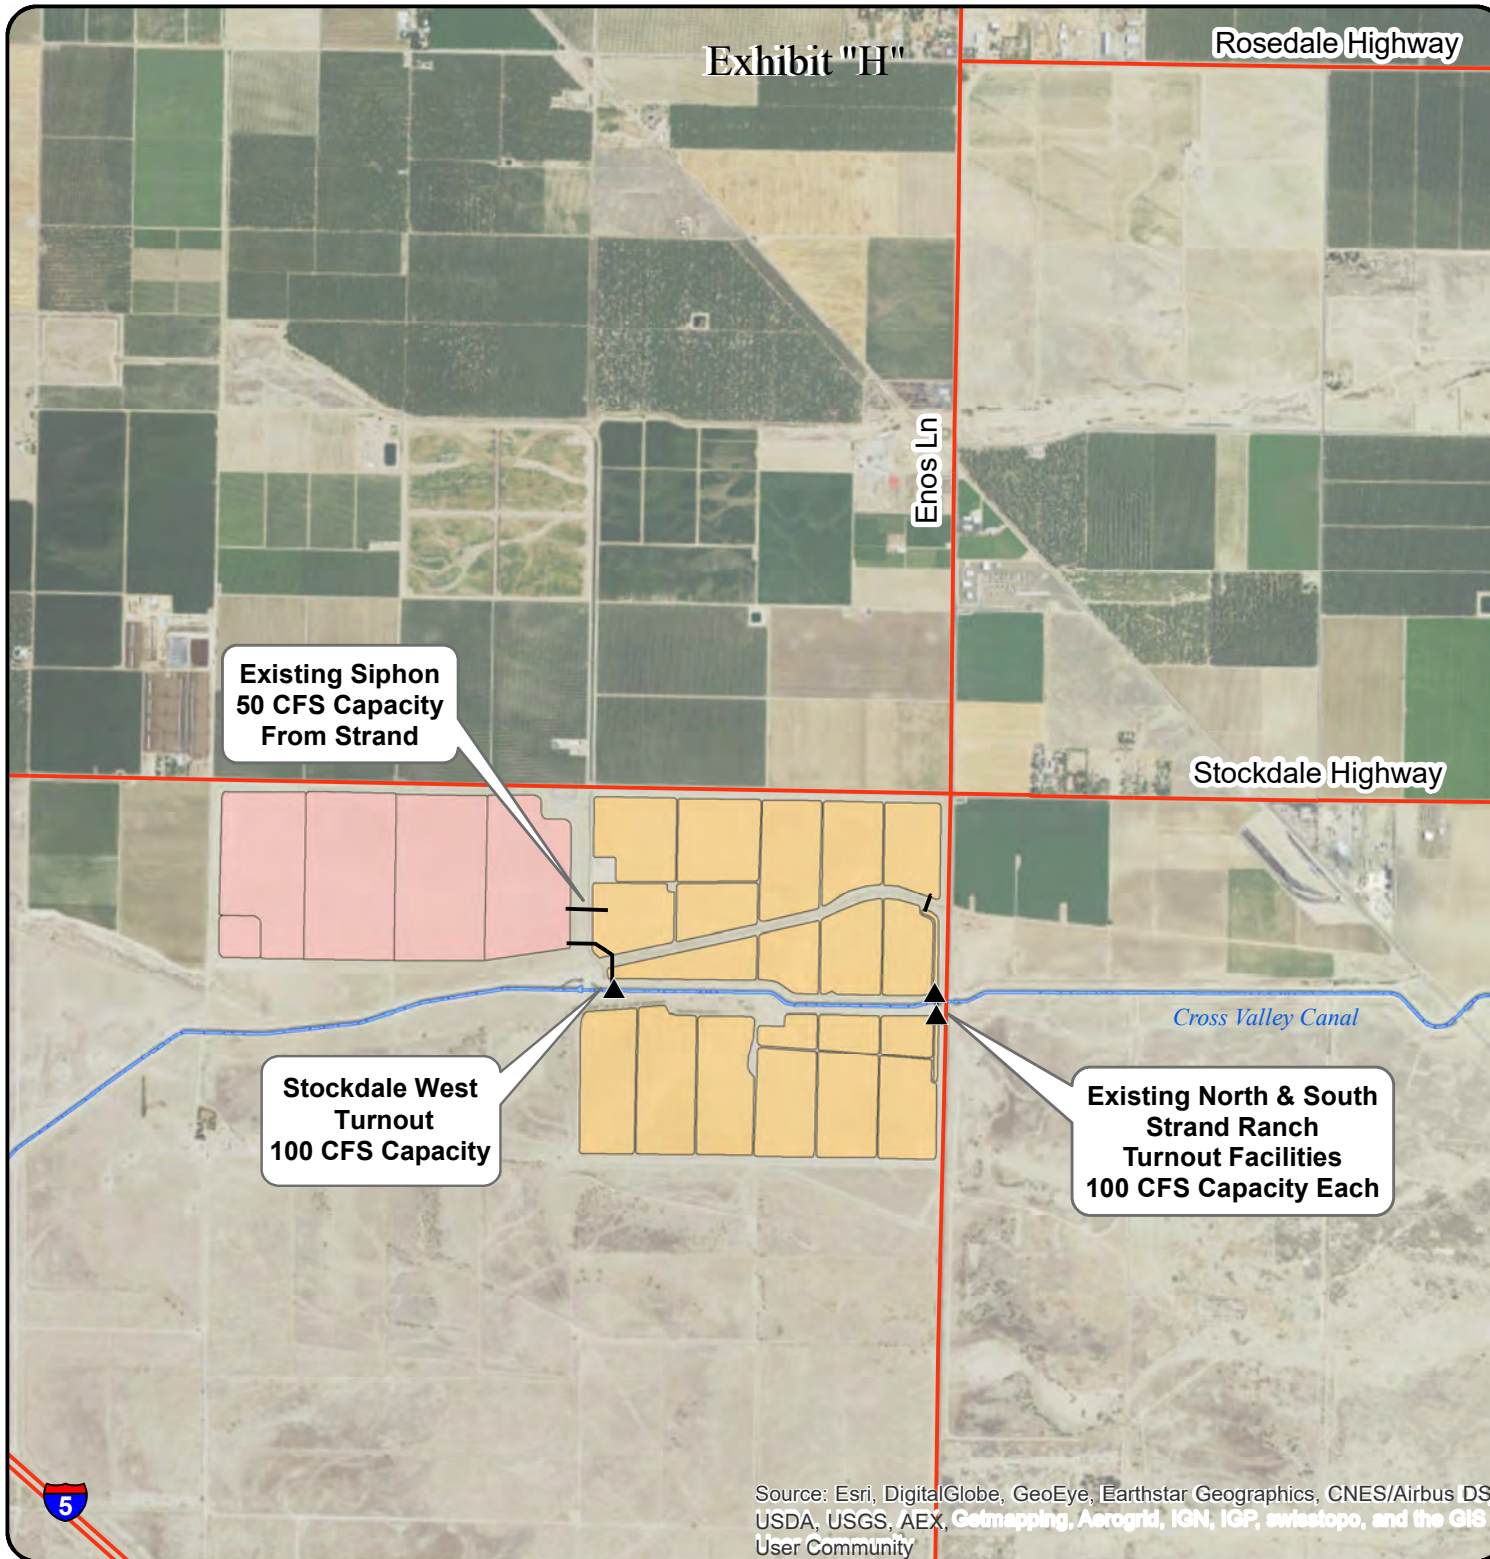 Exhibit "H"
Rosedale Highway
Enos Ln
Existing Siphon
50 CFS Capacity
From Strand
Stockdale Highway
Cross Valley Canal
Stockdale West
Turnout
100 CFS Capacity
Existing North & South
Strand Ranch
Turnout Facilities
100 CFS Capacity Each
5
Source: Esri, DigitalGlobe, GeoEye, Earthstar Geographics, CNES/Airbus DS
USDA, USGS, AEX, Getmapping, Aerogrid, IGN, IGP, swisstopo, and the GIS
User Community